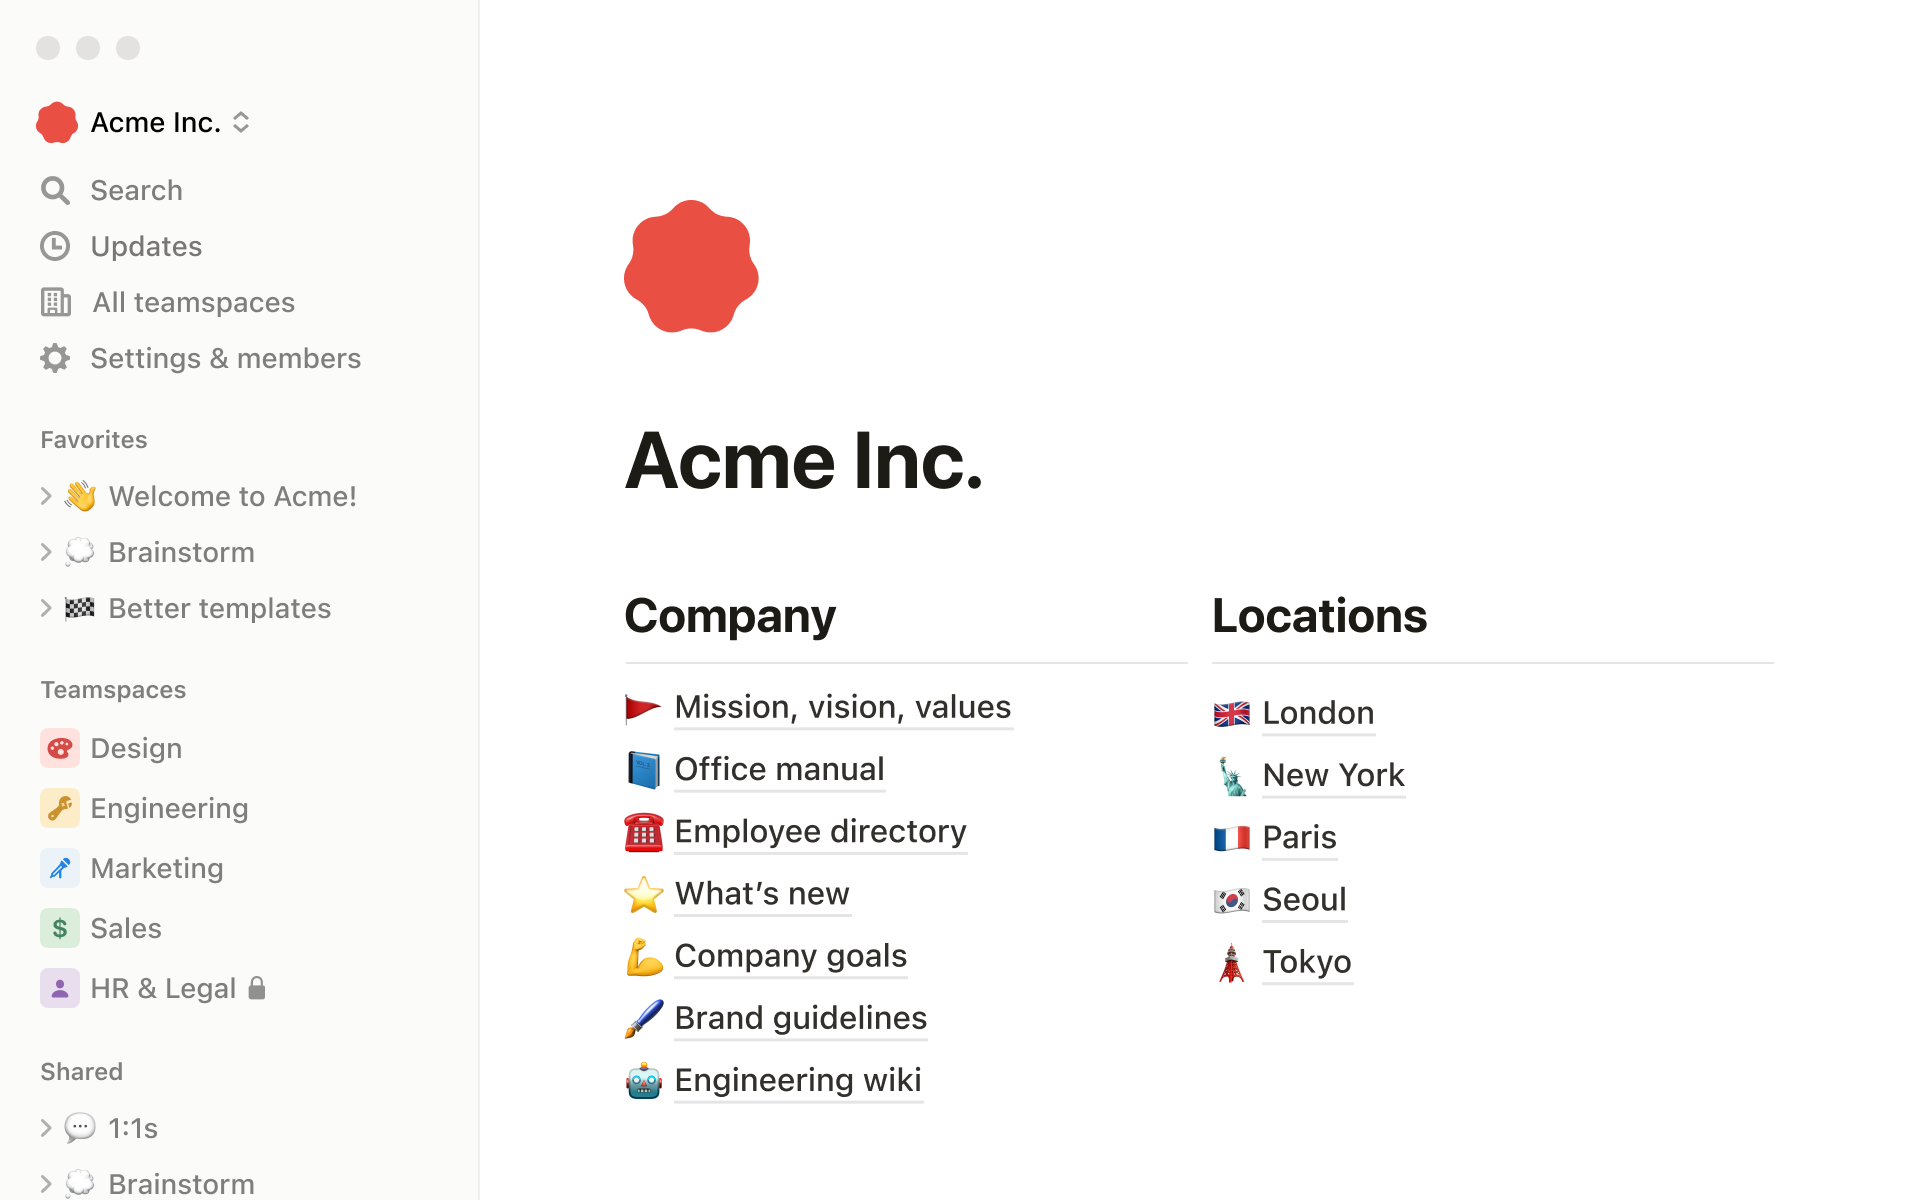 Acme Inc.
Search
Updates
All teamspaces
Settings & members
Favorites
Welcome to Acme!
Brainstorm
Better templates
Teamspaces
Design
Engineering
Marketing
$ Sales
HR & Legal
Shared
1:1s
Brainstorm
Acme Inc.
Company
Mission, vision, values
Office manual
Employee directory
What’s new
Company goals
Brand guidelines
Engineering wiki
Locations
London
New York
Paris
Seoul
Tokyo